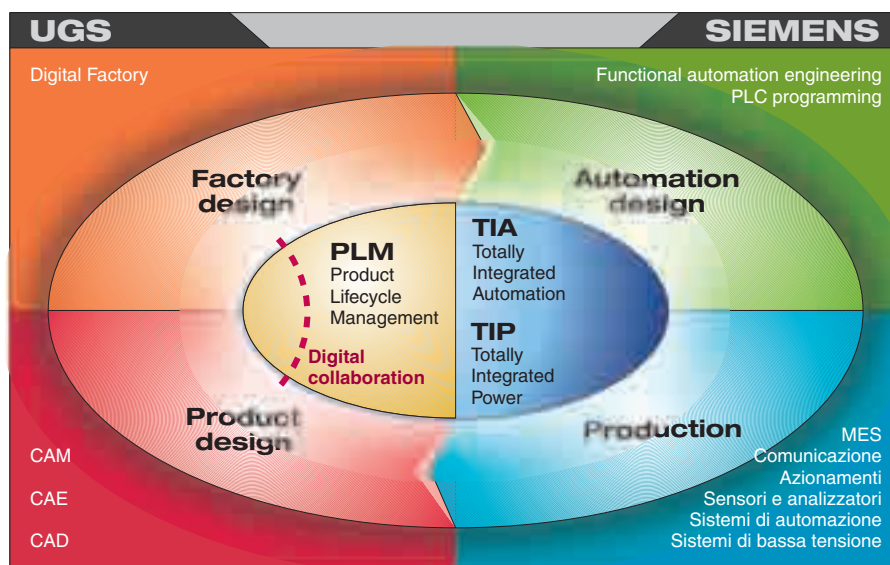 UGS
SIEMENS
Digital Factory
Functional automation engineering
PLC programming
Factory
design
Automation
design
PLM
Product
Lifecycle
Management
Digital
collaboration
TIA
Totally
Integrated
Automation
TIP
Totally
Integrated
Power
Product
design
Production
CAM
CAE
CAD
MES
Comunicazione
Azionamenti
Sensori e analizzatori
Sistemi di automazione
Sistemi di bassa tensione